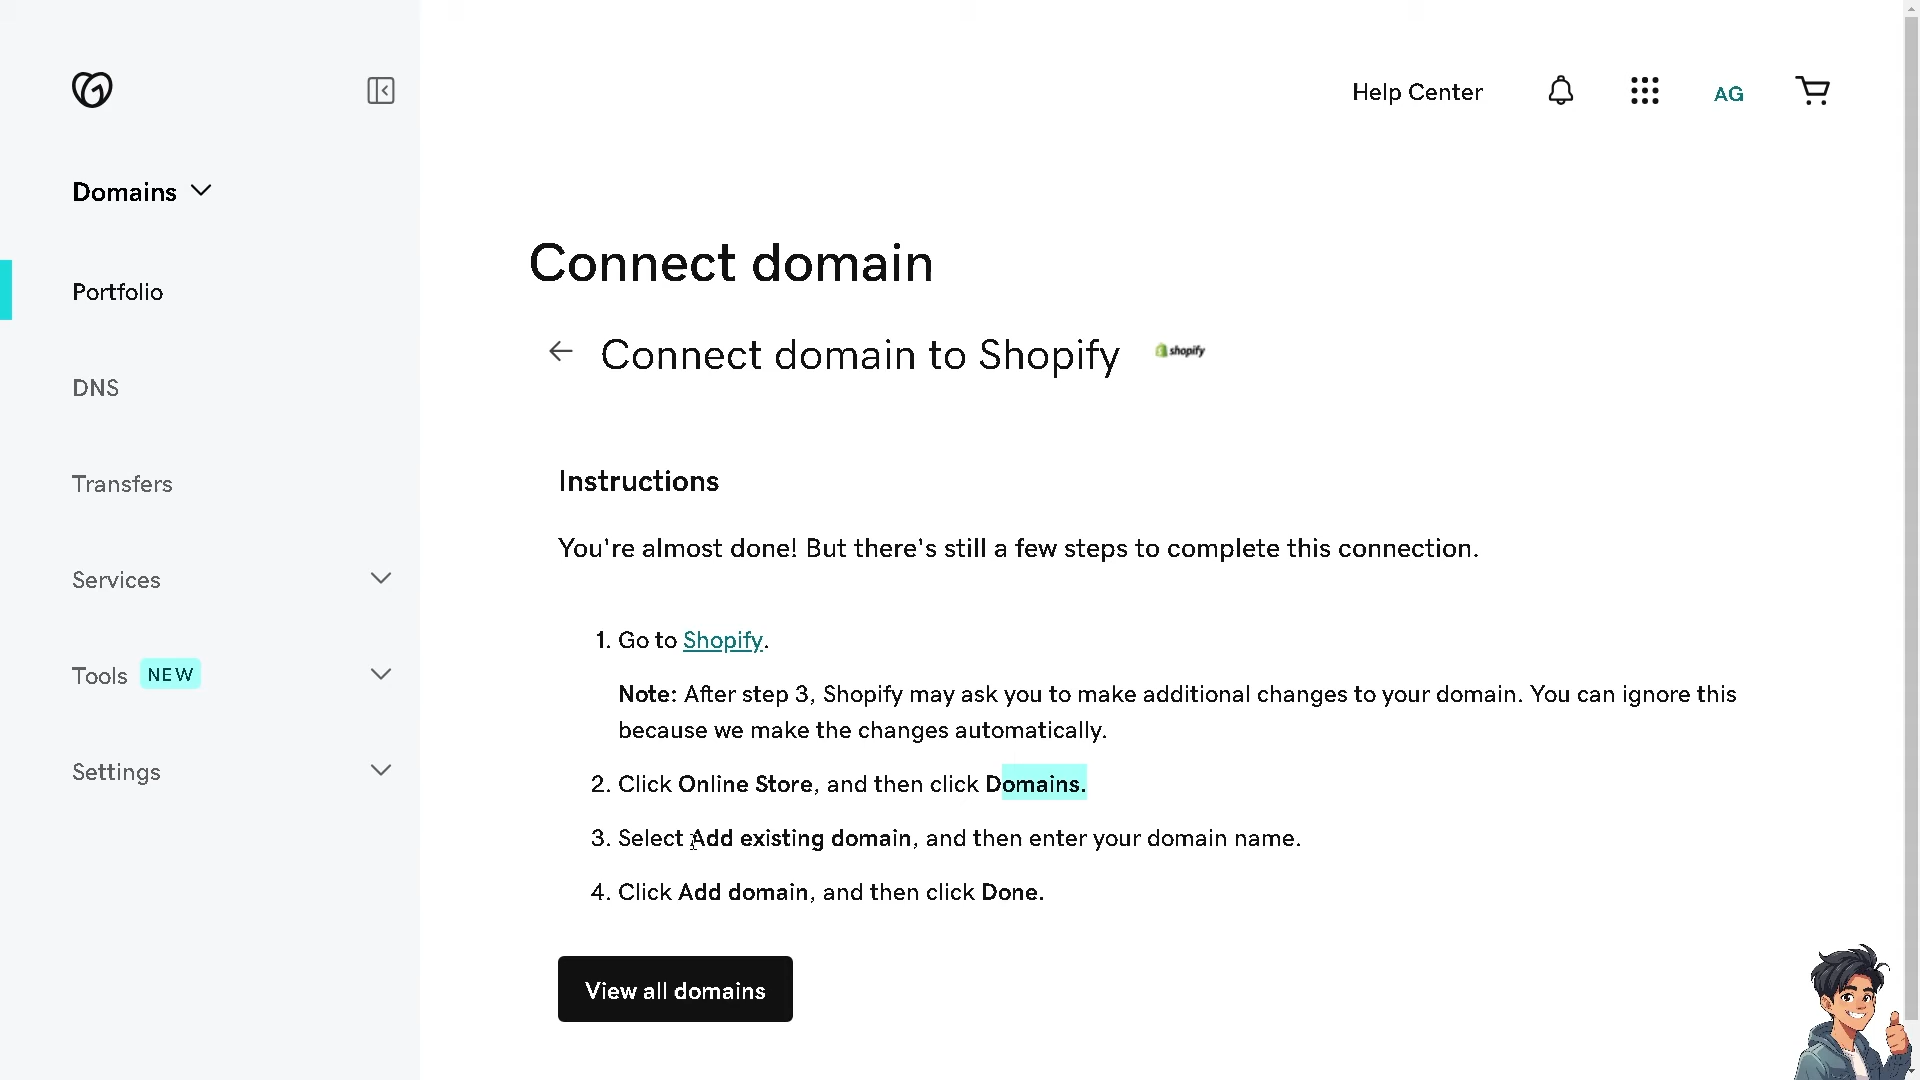 Help Center
AG
Domains
Portfolio
DNS
Transfers
Services
Tools NEW
Settings
Connect domain
Connect domain to Shopify shopify
Instructions
You're almost done! But there's still a few steps to complete this connection.
1. Go to Shopify.
Note: After step 3, Shopify may ask you to make additional changes to your domain. You can ignore this
because we make the changes automatically.
2. Click Online Store, and then click Domains.
3. Select Add existing domain, and then enter your domain name.
4. Click Add domain, and then click Done.
View all domains